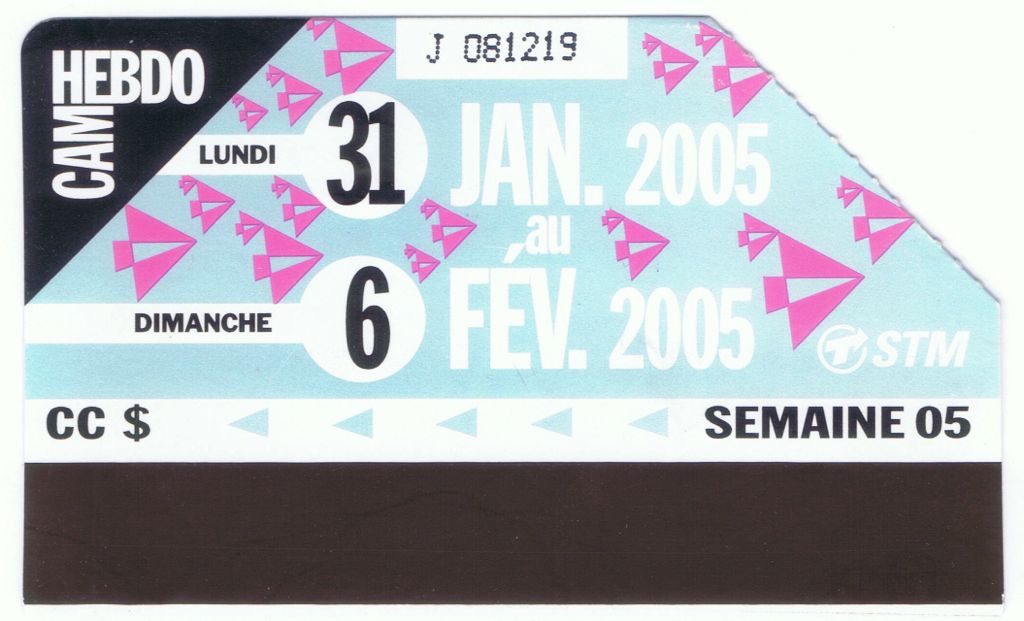 CAM HEBDO
J 081219
LUNDI 31 JAN. 2005
au
DIMANCHE 6 FÉV. 2005
STM
CC $ SEMAINE 05